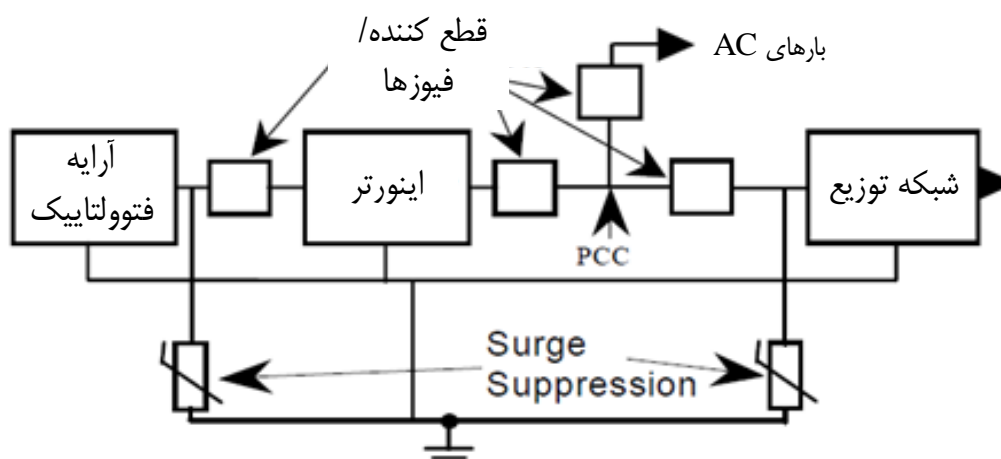 قطع کننده/
فیوزها
بارهای AC
آرایه
فتوولتاییک
اینورتر
شبکه توزیع
PCC
Surge
Suppression